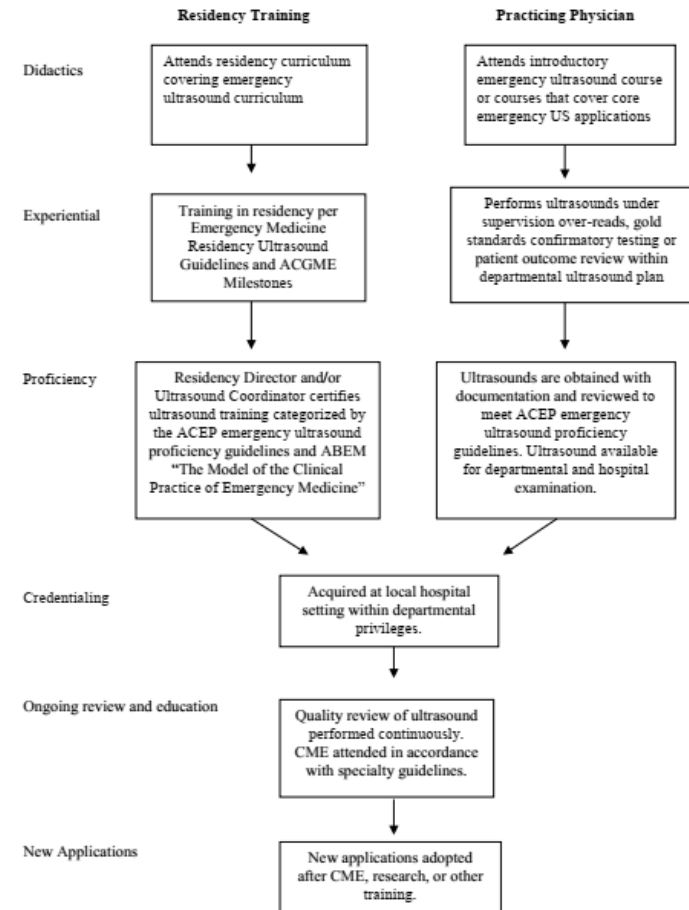 Residency Training
Practicing Physician
Didactics
Attends residency curriculum
covering emergency
ultrasound curriculum
Attends introductory
emergency ultrasound course
or courses that cover core
emergency US applications
Experiential
Training in residency per
Emergency Medicine
Residency Ultrasound
Guidelines and ACGME
Milestones
Performs ultrasounds under
supervision over-reads, gold
standards confirmatory testing or
patient outcome review within
departmental ultrasound plan
Proficiency
Residency Director and/or
Ultrasound Coordinator certifies
ultrasound training categorized by
the ACEP emergency ultrasound
proficiency guidelines and ABEM
“The Model of the Clinical
Practice of Emergency Medicine”
Ultrasounds are obtained with
documentation and reviewed to
meet ACEP emergency
ultrasound proficiency
guidelines. Ultrasound available
for departmental and hospital
examination.
Credentialing
Acquired at local hospital
setting within departmental
privileges.
Ongoing review and education
Quality review of ultrasound
performed continuously.
CME attended in accordance
with specialty guidelines.
New Applications
New applications adopted
after CME, research, or other
training.